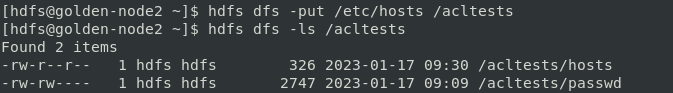 [hdfs@golden-node2 ~]$ hdfs dfs -put /etc/hosts /acltests
[hdfs@golden-node2 ~]$ hdfs dfs -ls /acltests
Found 2 items
-rw-r--r--   1 hdfs hdfs        326 2023-01-17 09:30 /acltests/hosts
-rw-rw----   1 hdfs hdfs       2747 2023-01-17 09:09 /acltests/passwd